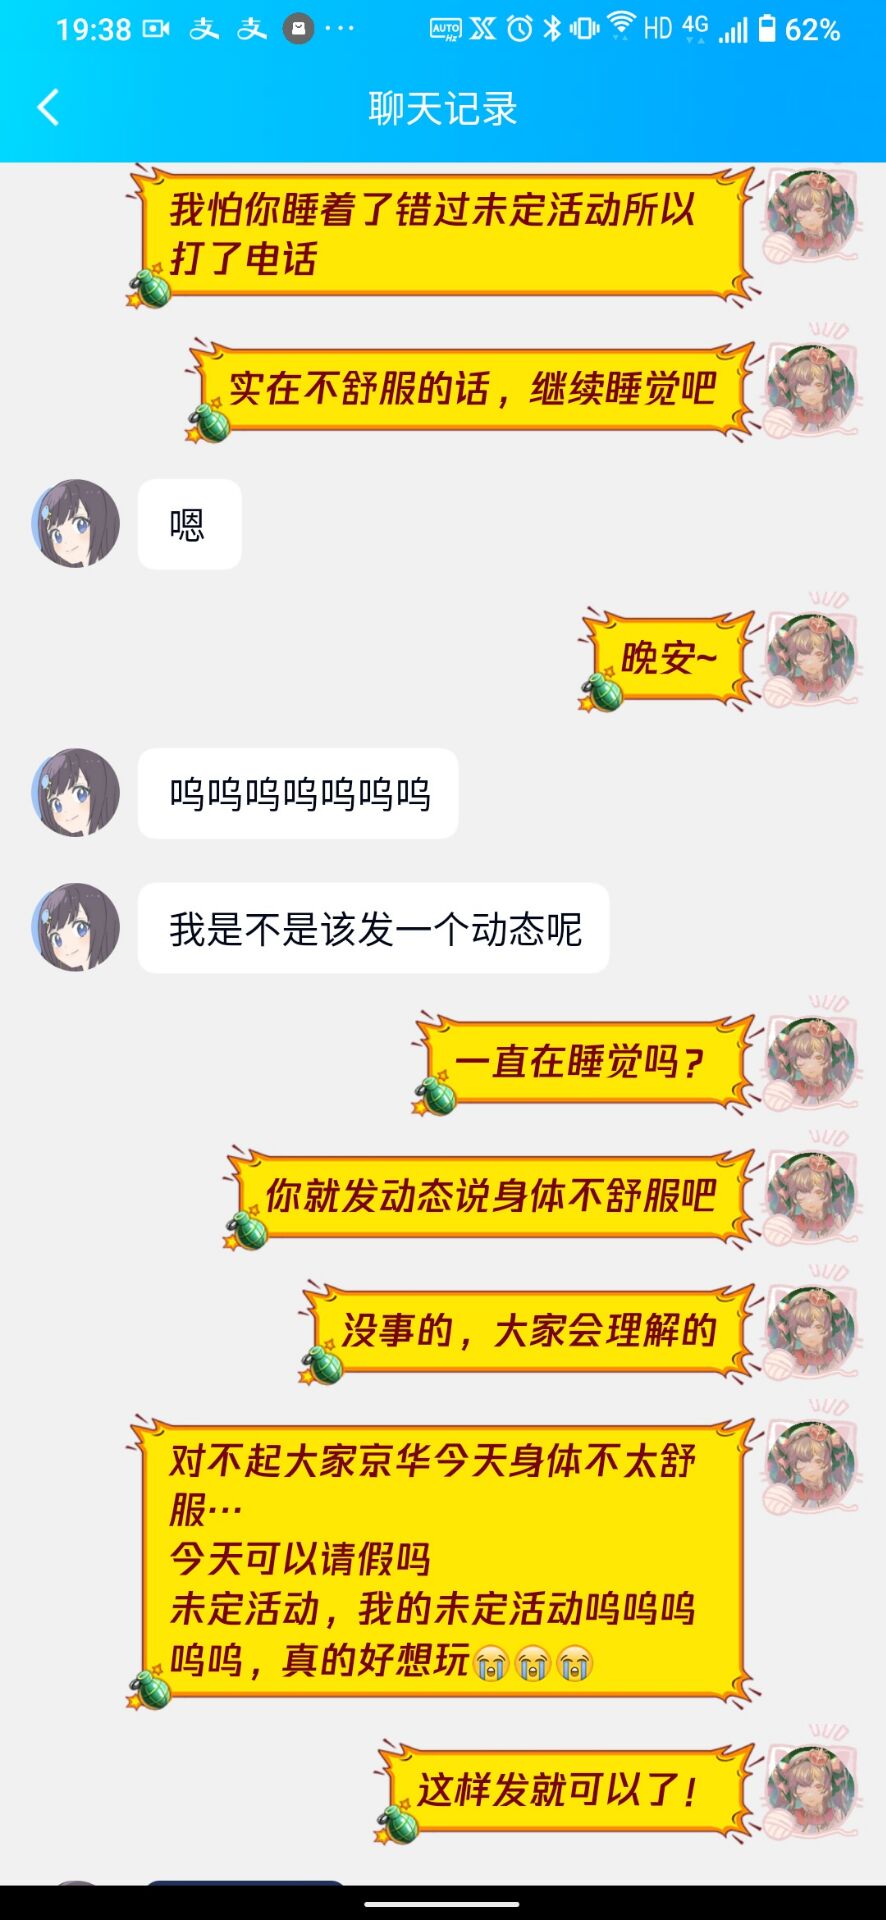 19:38 支 支 ··· AUTO Hz HD 4G 62%
聊天记录
我怕你睡着了错过未定活动所以
打了电话
实在不舒服的话，继续睡觉吧
嗯
晚安~
呜呜呜呜呜呜呜
我是不是该发一个动态呢
一直在睡觉吗？
你就发动态说身体不舒服吧
没事的，大家会理解的
对不起大家京华今天身体不太舒
服…
今天可以请假吗
未定活动，我的未定活动呜呜呜
呜呜，真的好想玩😭😭😭
这样发就可以了！